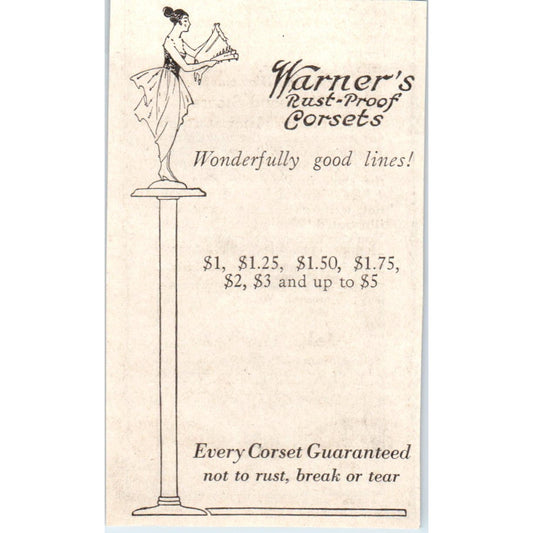 Warner's
Rust-Proof
Corsets
Wonderfully good lines!
$1, $1.25, $1.50, $1.75,
$2, $3 and up to $5
Every Corset Guaranteed
not to rust, break or tear